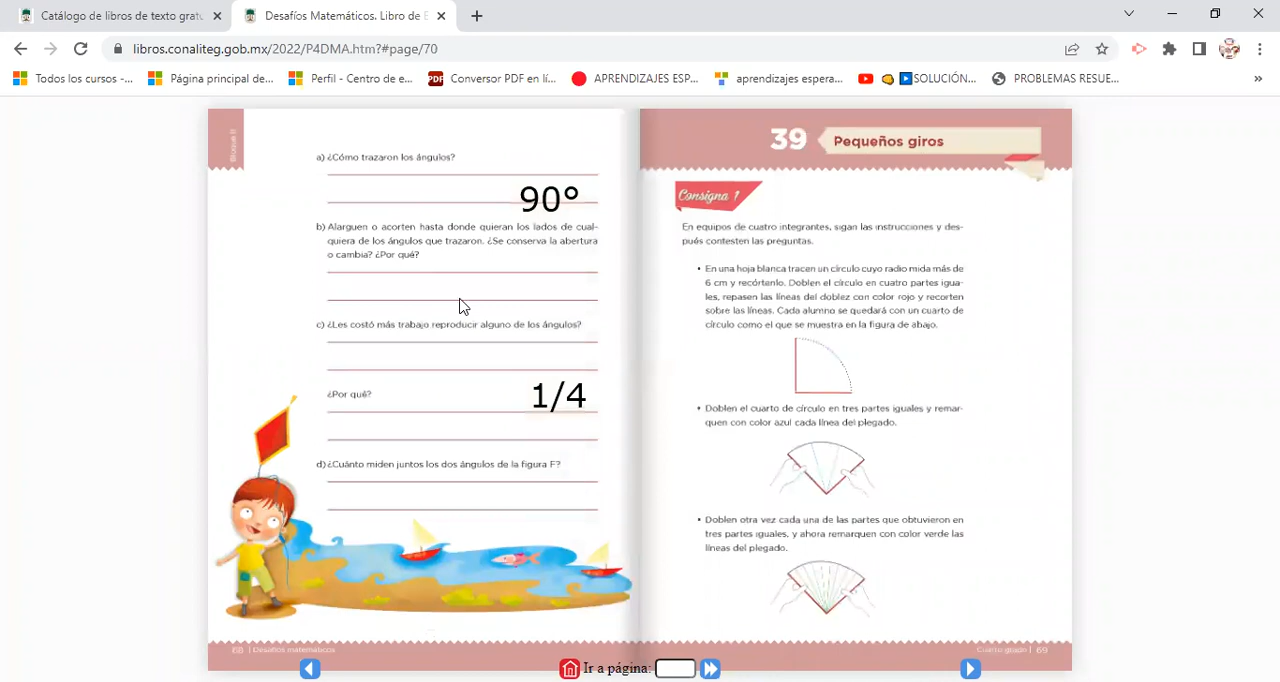 Catálogo de libros de texto gratu
Desafíos Matemáticos. Libro de E
libros.conaliteg.gob.mx/2022/P4DMA.htm?#page/70
Todos los cursos -...
Página principal de...
Perfil - Centro de e...
PDF
Conversor PDF en lí...
APRENDIZAJES ESP...
aprendizajes espera...
SOLUCIÓN...
PROBLEMAS RESUE...
»
a) ¿Cómo trazaron los ángulos?
90°
b) Alarguen o acorten hasta donde quieran los lados de cual-
quiera de los ángulos que trazaron. ¿Se conserva la abertura
o cambia? ¿Por qué?
c) ¿Les costó más trabajo reproducir alguno de los ángulos?
¿Por qué?
1/4
d) ¿Cuánto miden juntos los dos ángulos de la figura F?
68 | Desafíos matemáticos
39
Pequeños giros
Consigna 1
En equipos de cuatro integrantes, sigan las instrucciones y des-
pués contesten las preguntas.
• En una hoja blanca tracen un círculo cuyo radio mida más de
6 cm y recórtenlo. Doblen el círculo en cuatro partes igua-
les, repasen las líneas del doblez con color rojo y recorten
sobre las líneas. Cada alumno se quedará con un cuarto de
círculo como el que se muestra en la figura de abajo.
• Doblen el cuarto de círculo en tres partes iguales y remar-
quen con color azul cada línea del plegado.
• Doblen otra vez cada una de las partes que obtuvieron en
tres partes iguales, y ahora remarquen con color verde las
líneas del plegado.
Cuarto grado | 69
Ir a página: